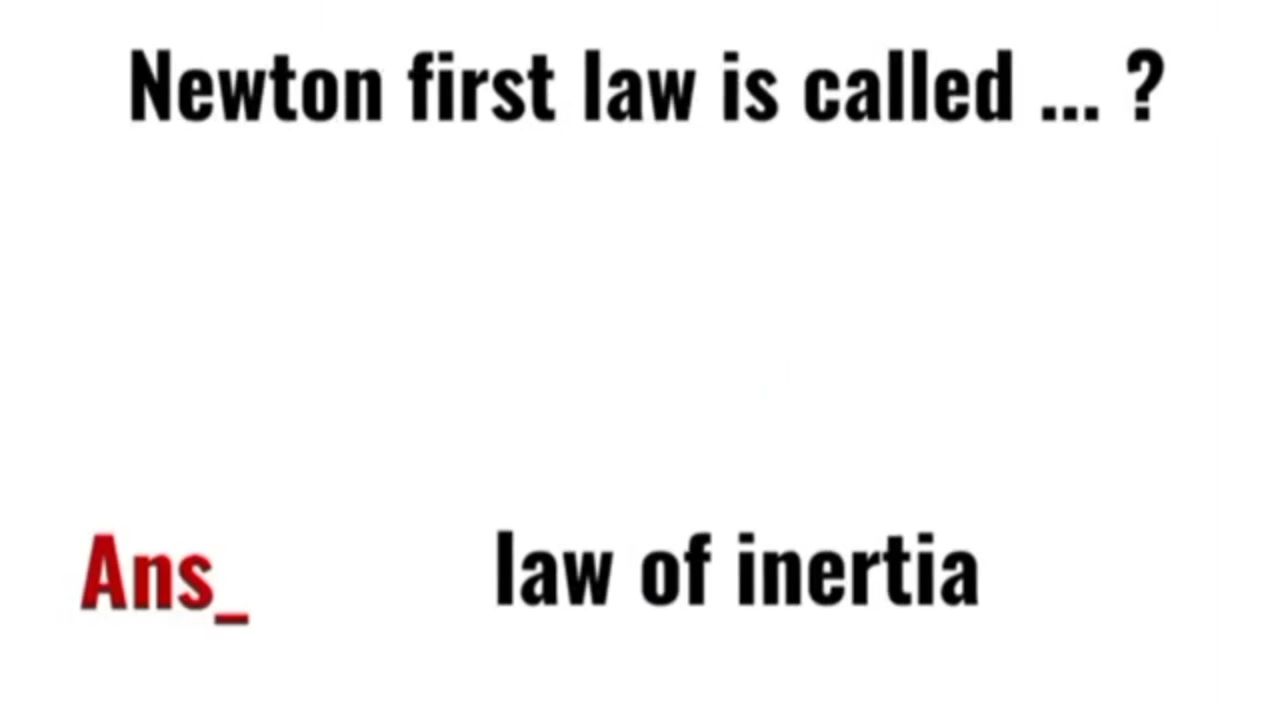 Newton first law is called ... ?
Ans_ law of inertia